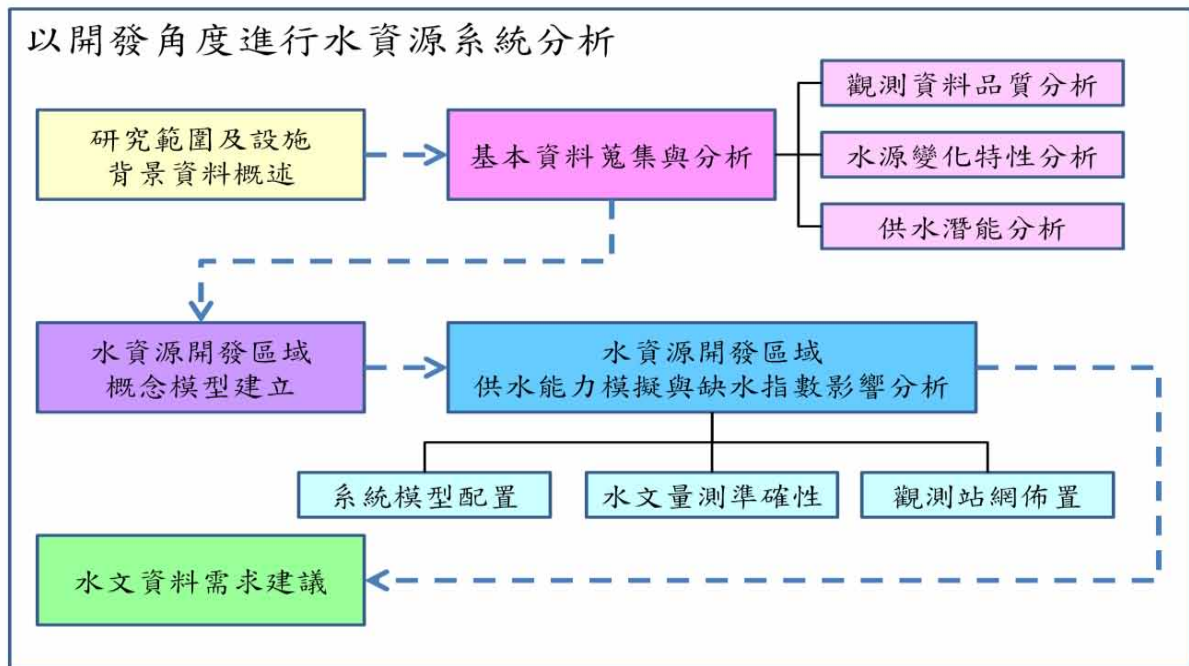 以開發角度進行水資源系統分析
研究範圍及設施
背景資料概述
基本資料蒐集與分析
觀測資料品質分析
水源變化特性分析
供水潛能分析
水資源開發區域
概念模型建立
水資源開發區域
供水能力模擬與缺水指數影響分析
系統模型配置
水文量測準確性
觀測站網佈置
水文資料需求建議